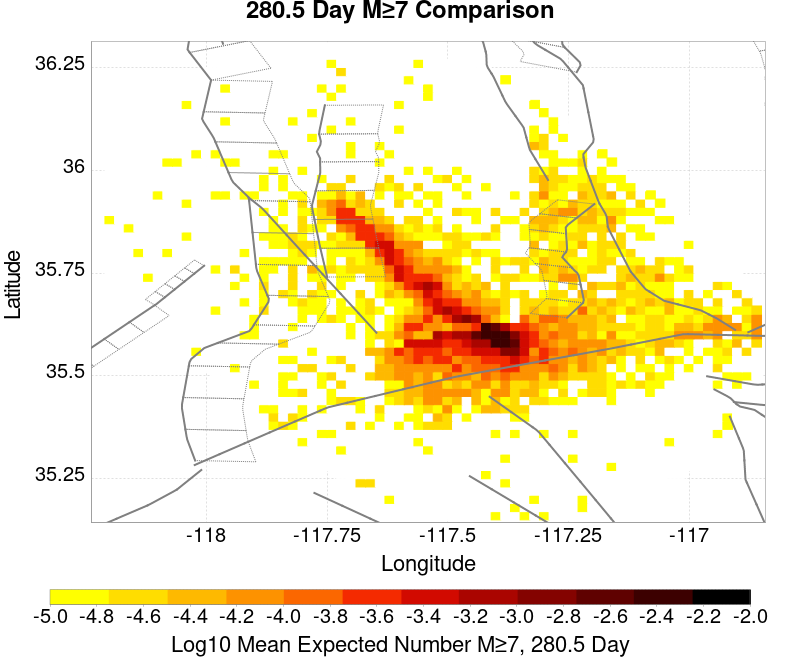 280.5 Day M≥7 Comparison
36.25
36
35.75
35.5
35.25
Latitude
-118 -117.75 -117.5 -117.25 -117
Longitude
-5.0 -4.8 -4.6 -4.4 -4.2 -4.0 -3.8 -3.6 -3.4 -3.2 -3.0 -2.8 -2.6 -2.4 -2.2 -2.0
Log10 Mean Expected Number M≥7, 280.5 Day